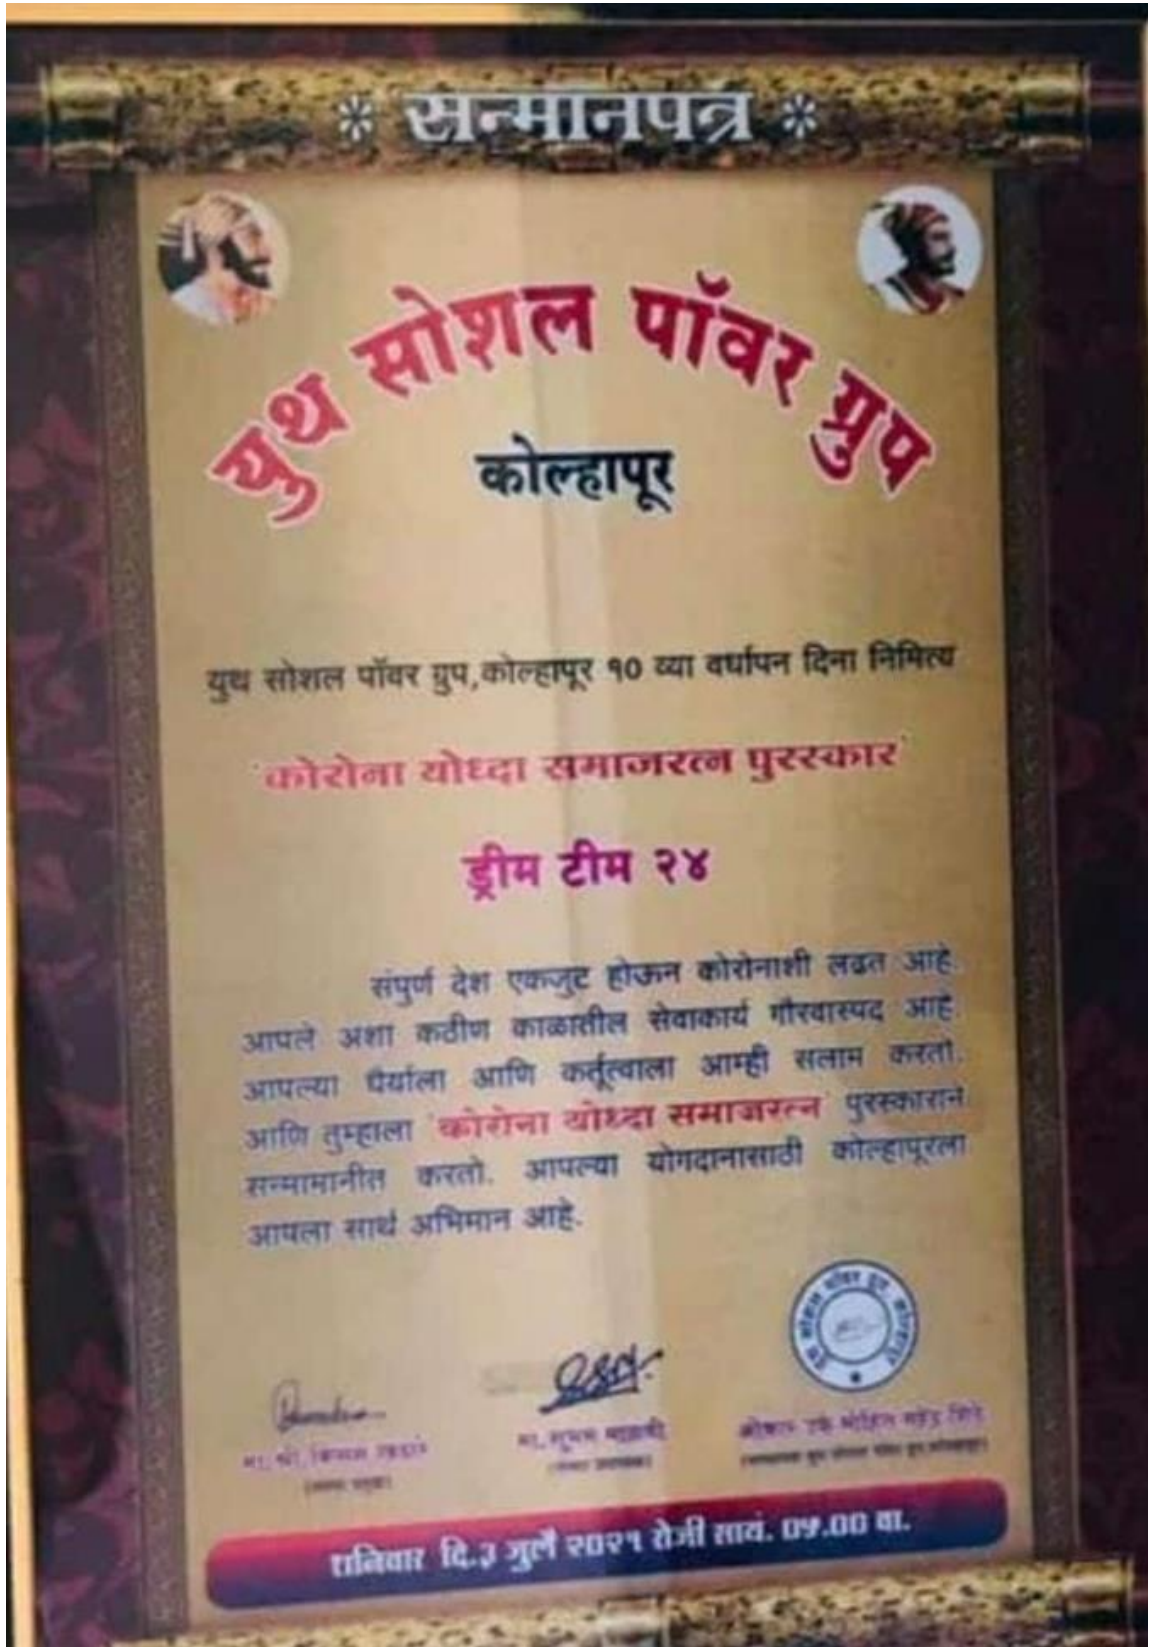 * सन्मानपत्र *
युथ सोशल पॉवर ग्रुप
कोल्हापूर
युथ सोशल पॉवर ग्रुप,कोल्हापूर १० व्या वर्धापन दिना निमित्य
'कोरोना योध्दा समाजरत्न पुरस्कार'
ड्रीम टीम २४
संपुर्ण देश एकजुट होऊन कोरोनाशी लढत आहे.
आपले अशा कठीण काळातील सेवाकार्य गौरवास्पद आहे.
आपल्या धैर्याला आणि कर्तृत्वाला आम्ही सलाम करतो.
आणि तुम्हाला 'कोरोना योध्दा समाजरत्न' पुरस्काराने
सन्मामानीत करतो. आपल्या योगदानासाठी कोल्हापूरला
आपला सार्थ अभिमान आहे.
मा. श्री.
मा. शुभम
शनिवार दि.३ जुलै २०२१ रोजी सायं. ०५.०० वा.